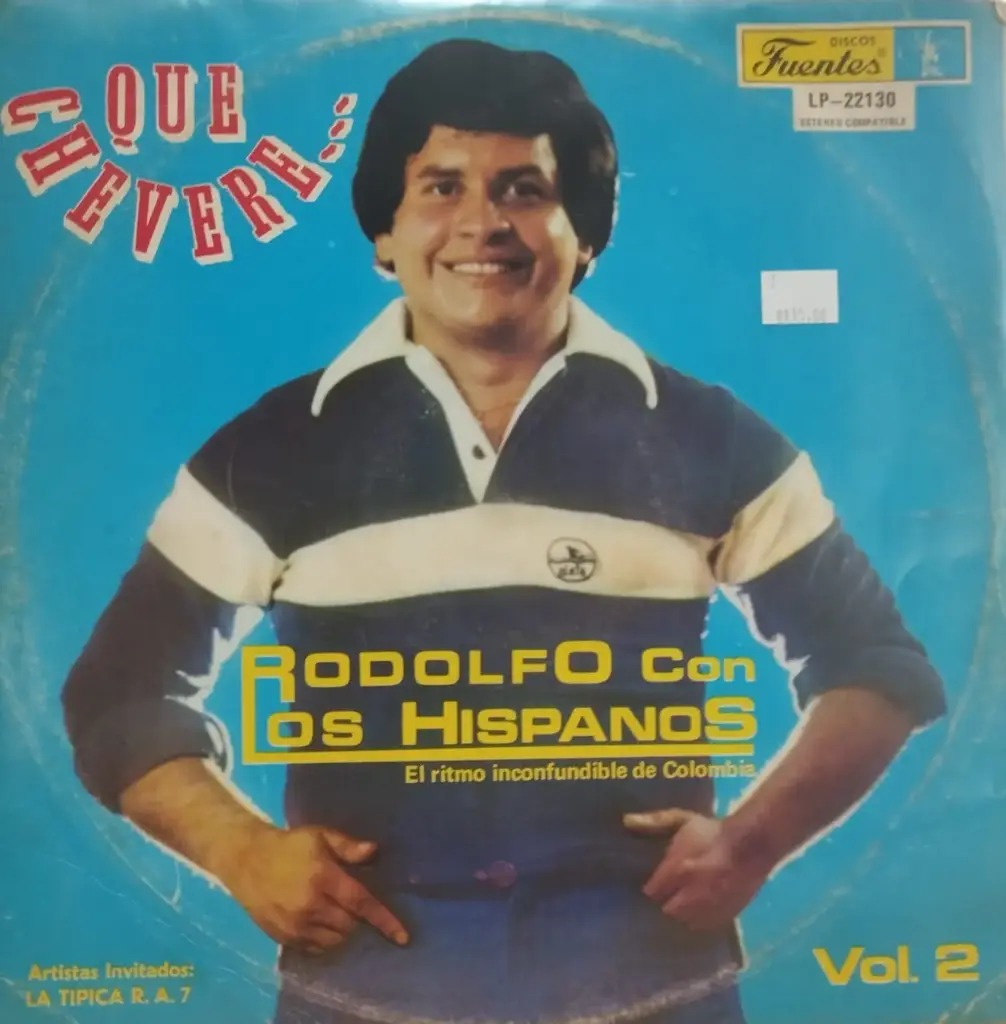 QUE
CHEVERE...
DISCOS
Fuentes®
LP-22130
ESTEREO COMPATIBLE
RODOLFO CON
LOS HISPANOS
El ritmo inconfundible de Colombia
Artistas Invitados:
LA TIPICA R. A. 7
Vol. 2